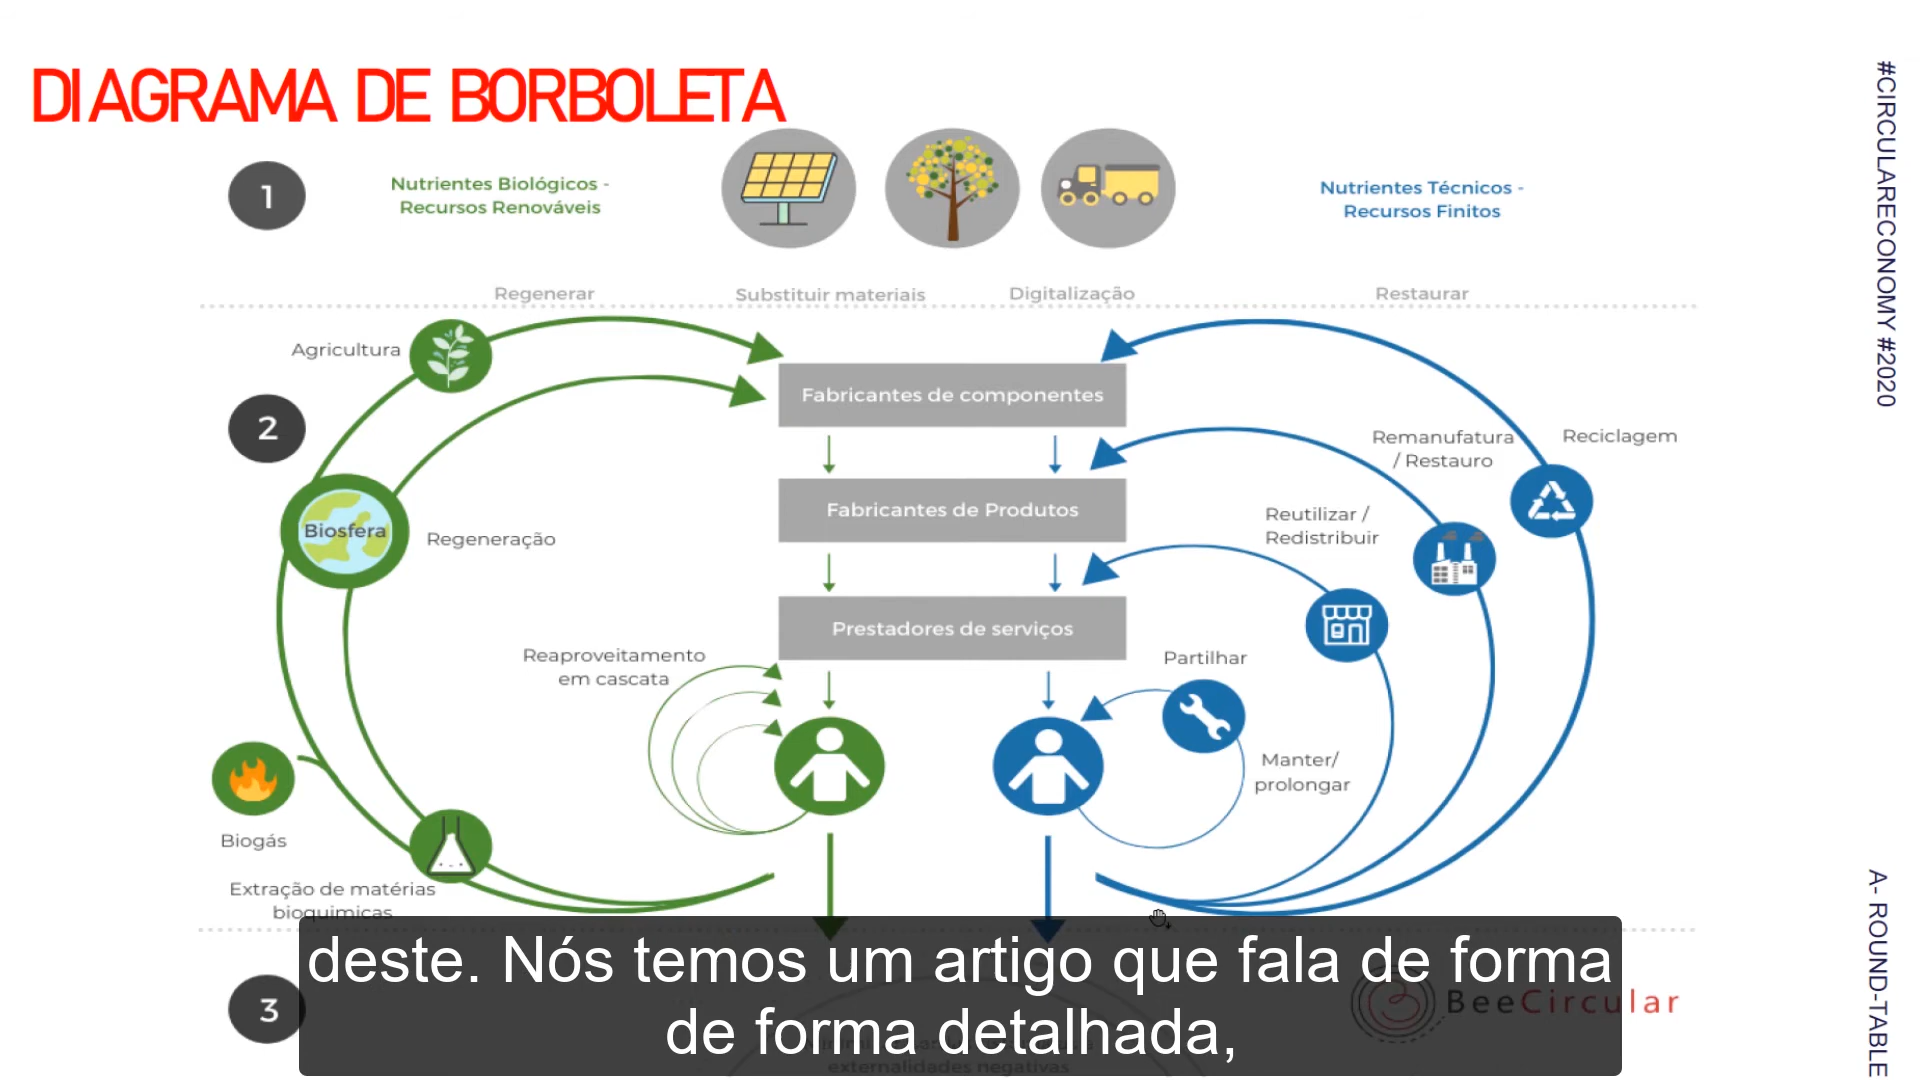 DIAGRAMA DE BORBOLETA
#CIRCULARECONOMY #2020
1
Nutrientes Biológicos -
Recursos Renováveis
Nutrientes Técnicos -
Recursos Finitos
Regenerar
Substituir materiais
Digitalização
Restaurar
Agricultura
Fabricantes de componentes
2
Remanufatura
/ Restauro
Reciclagem
Biosfera
Regeneração
Fabricantes de Produtos
Reutilizar /
Redistribuir
Prestadores de serviços
Reaproveitamento
em cascata
Partilhar
Manter/
prolongar
Biogás
Extração de matérias
bioquimicas
A- ROUND-TABLE
3
BeeCircular
deste. Nós temos um artigo que fala de forma
de forma detalhada,
externalidades negativas